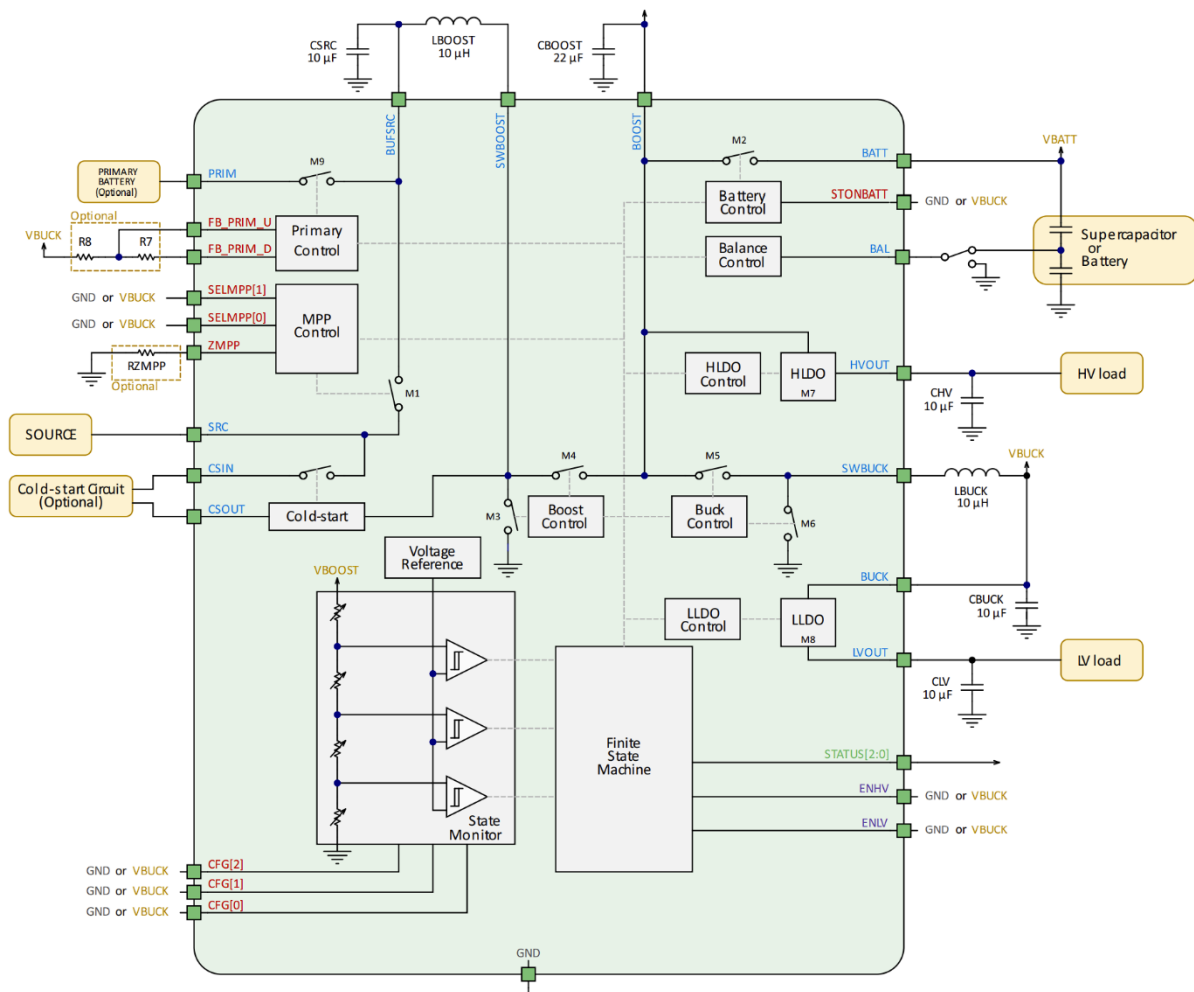 CSRC
10 µF
LBOOST
10 µH
CBOOST
22 µF
BUFSRC
SWBOOST
BOOST
PRIMARY
BATTERY
(Optional)
PRIM
M9
M2
BATT
VBATT
Optional
VBUCK
R8
R7
FB_PRIM_U
FB_PRIM_D
Primary
Control
Battery
Control
STONBATT
GND or VBUCK
Balance
Control
BAL
Supercapacitor
or
Battery
GND or VBUCK
SELMPP[1]
GND or VBUCK
SELMPP[0]
ZMPP
MPP
Control
RZMPP
Optional
M1
HLDO
Control
HLDO
M7
HVOUT
CHV
10 µF
HV load
SOURCE
SRC
Cold-start Circuit
(Optional)
CSIN
CSOUT
Cold-start
M4
M5
SWBUCK
VBUCK
LBUCK
10 µH
M3
Boost
Control
Buck
Control
M6
Voltage
Reference
VBOOST
BUCK
CBUCK
10 µF
LLDO
Control
LLDO
M8
LVOUT
CLV
10 µF
LV load
Finite
State
Machine
State
Monitor
STATUS[2:0]
ENHV
GND or VBUCK
ENLV
GND or VBUCK
GND or VBUCK
CFG[2]
GND or VBUCK
CFG[1]
GND or VBUCK
CFG[0]
GND